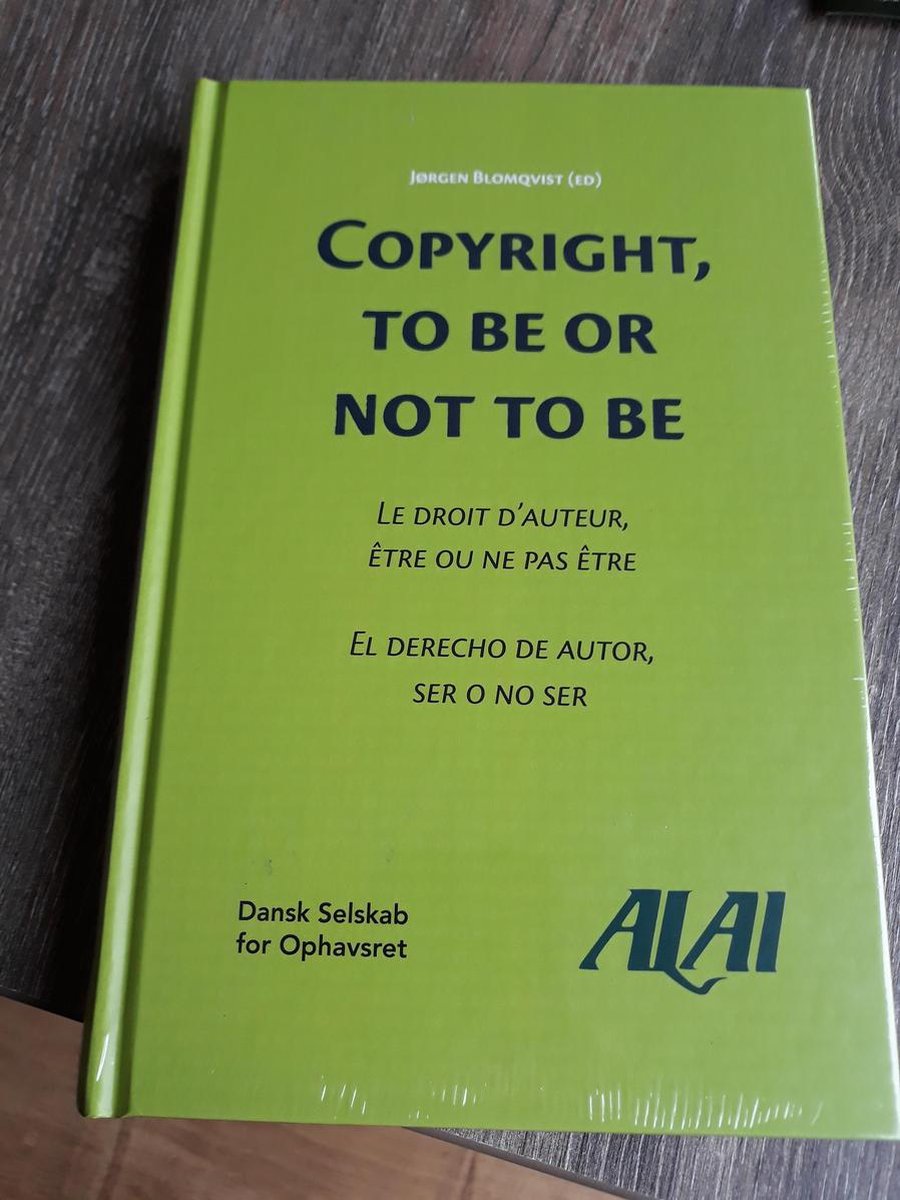 Jørgen Blomqvist (ed)
Copyright,
to be or
not to be
Le droit d'auteur,
être ou ne pas être
El derecho de autor,
ser o no ser
Dansk Selskab
for Ophavsret
ALAI